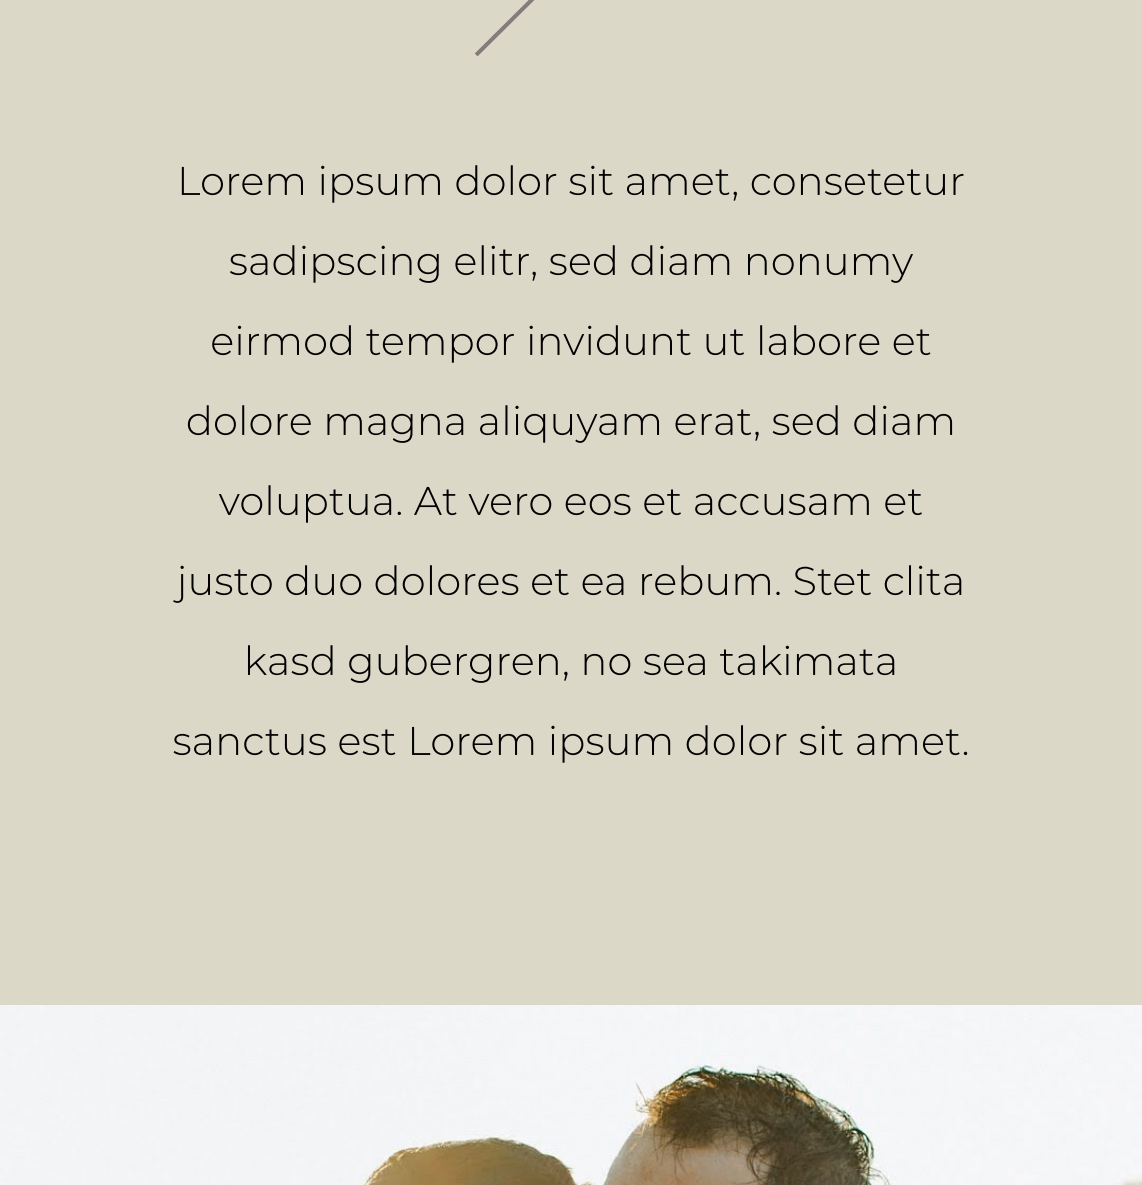 Lorem ipsum dolor sit amet, consetetur
sadipscing elitr, sed diam nonumy
eirmod tempor invidunt ut labore et
dolore magna aliquyam erat, sed diam
voluptua. At vero eos et accusam et
justo duo dolores et ea rebum. Stet clita
kasd gubergren, no sea takimata
sanctus est Lorem ipsum dolor sit amet.